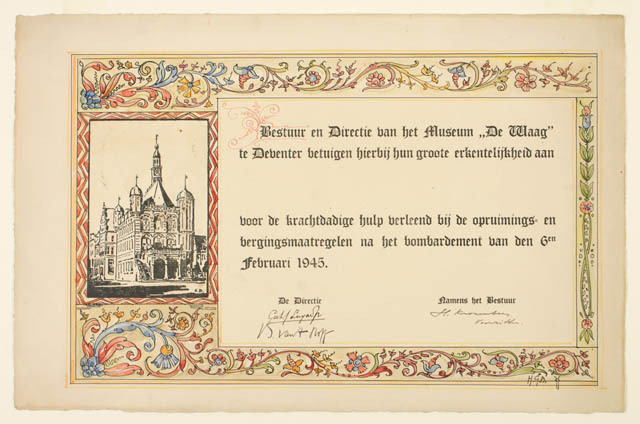 Bestuur en Directie van het Museum „De Waag”
te Deventer betuigen hierbij hun groote erkentelijkheid aan
voor de krachtdadige hulp verleend bij de opruimings- en
bergingsmaatregelen na het bombardement van den 6en
Februari 1945.
De Directie
Namens het Bestuur